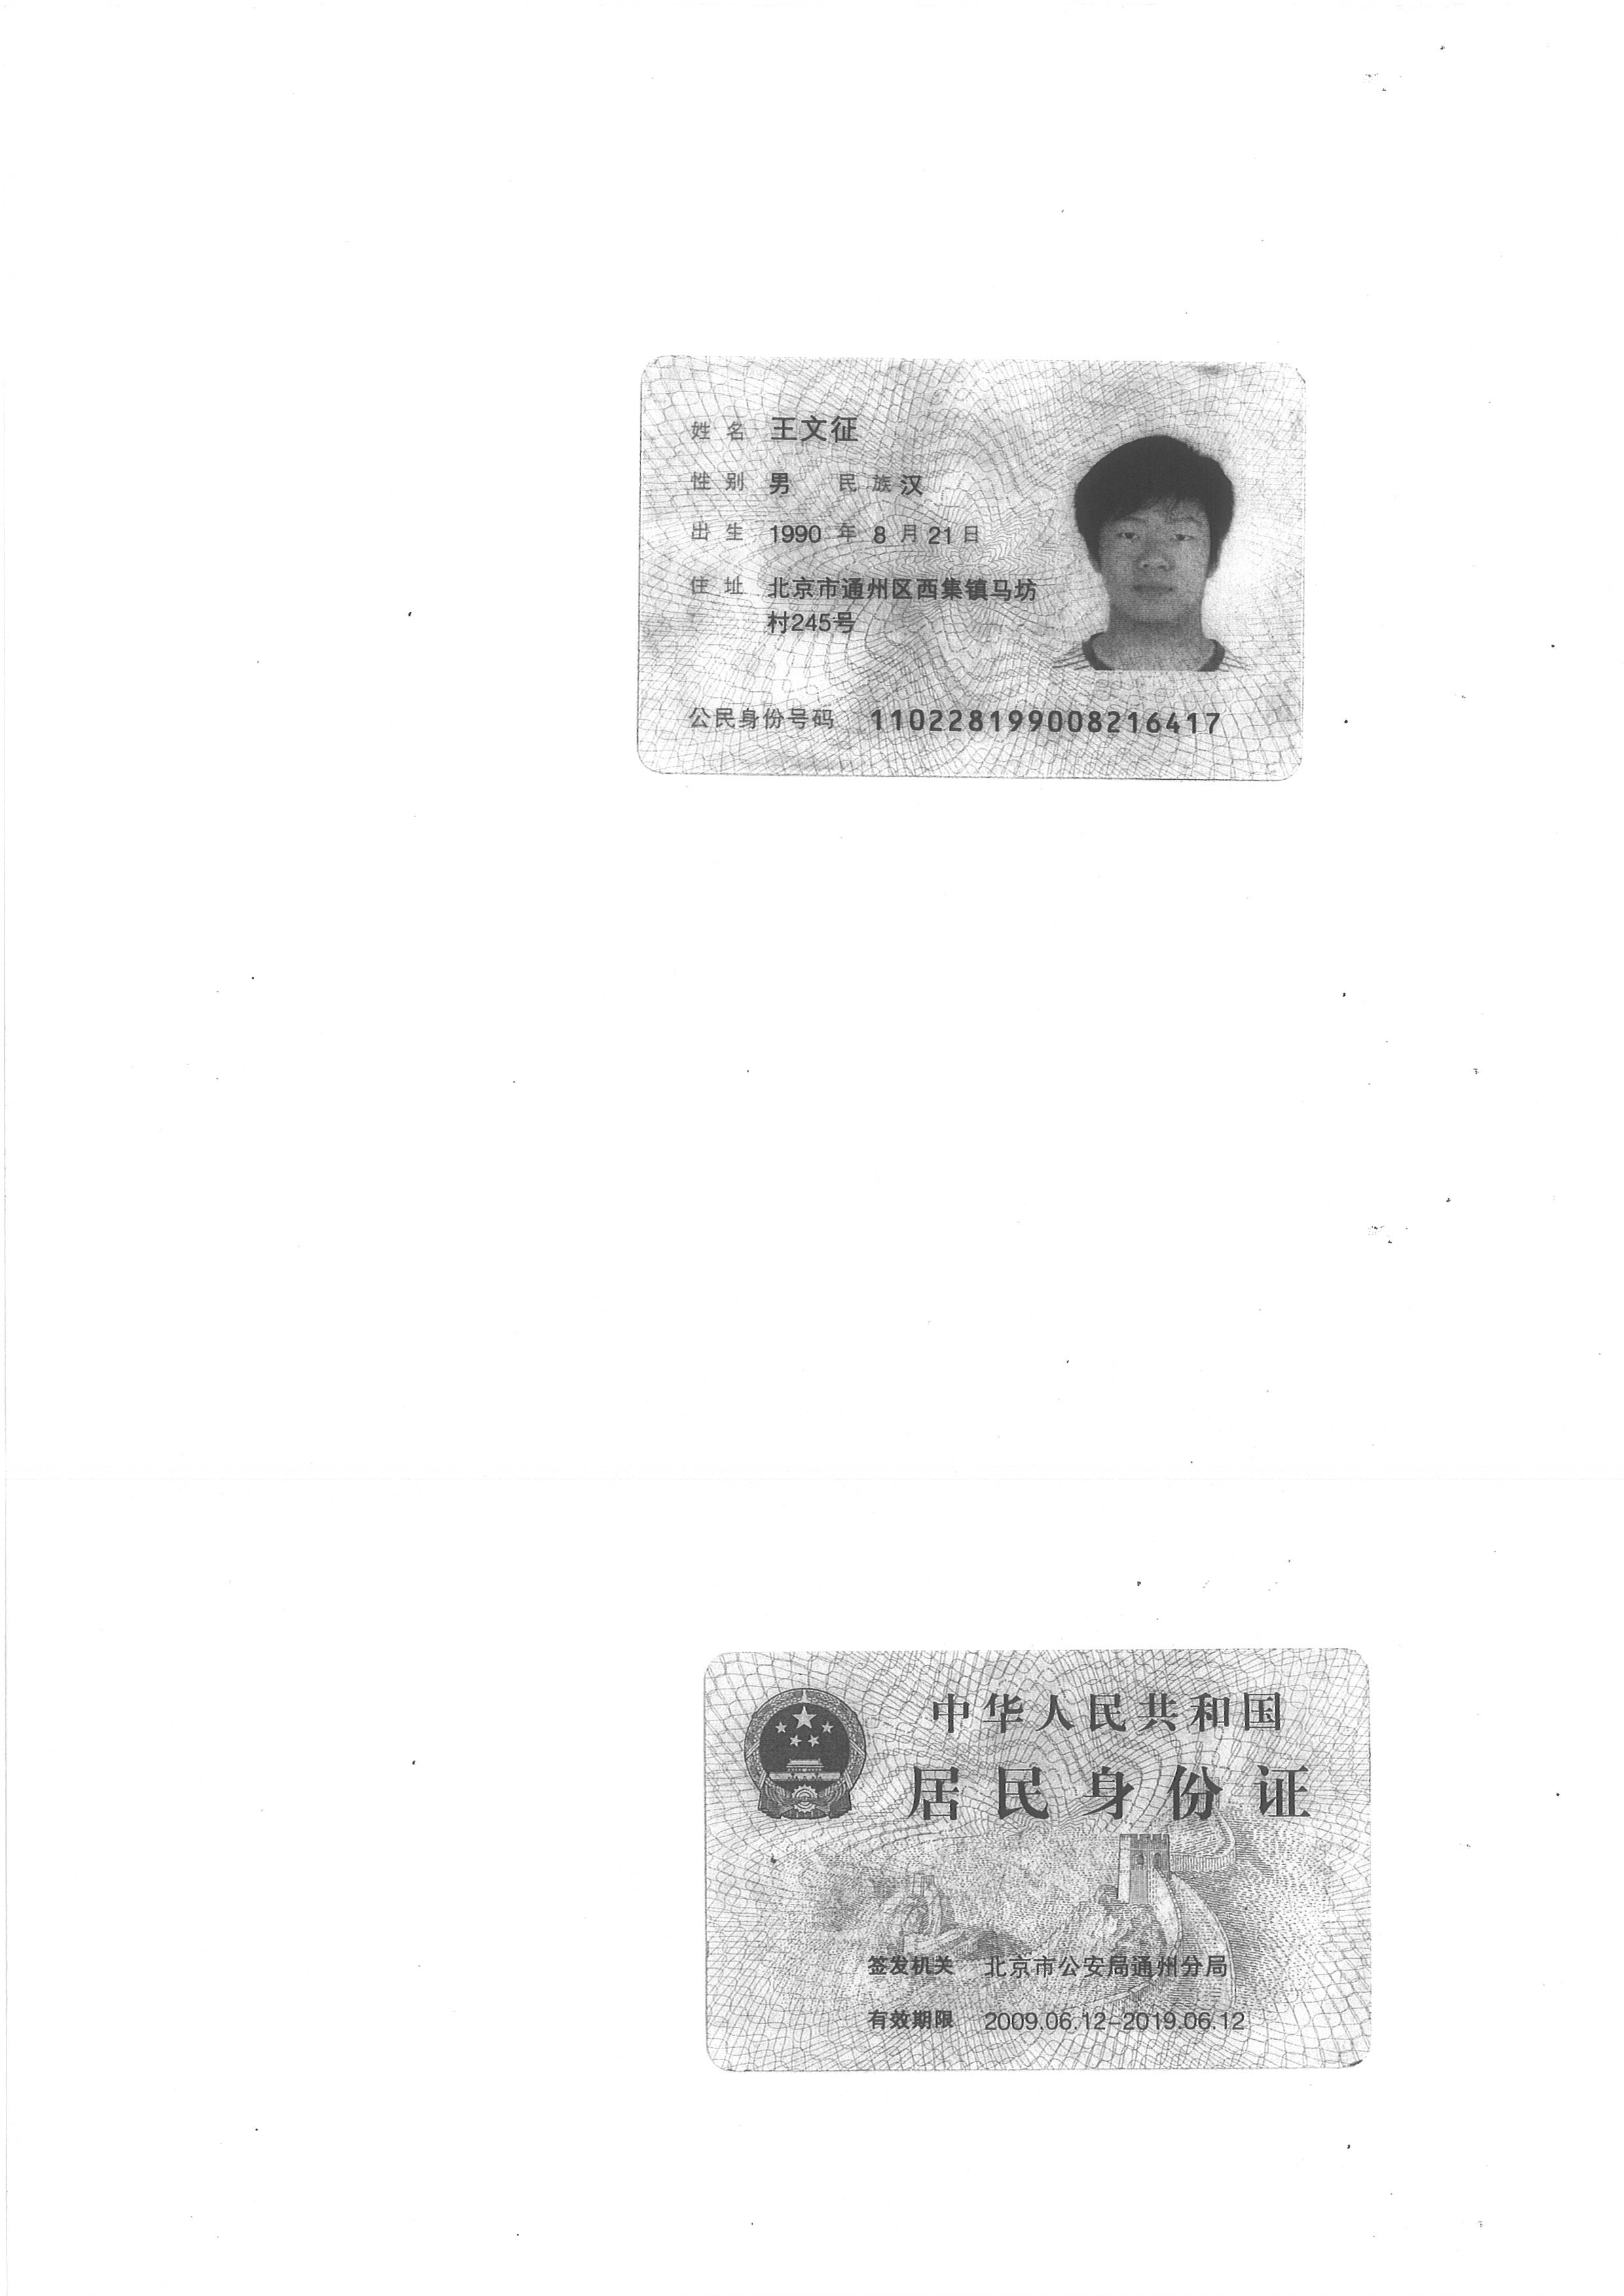 姓名 王文征
性别 男 民族 汉
出生 1990 年 8 月 21 日
住址 北京市通州区西集镇马坊
村245号
公民身份号码 110228199008216417
中华人民共和国
居民身份证
签发机关 北京市公安局通州分局
有效期限 2009.06.12-2019.06.12